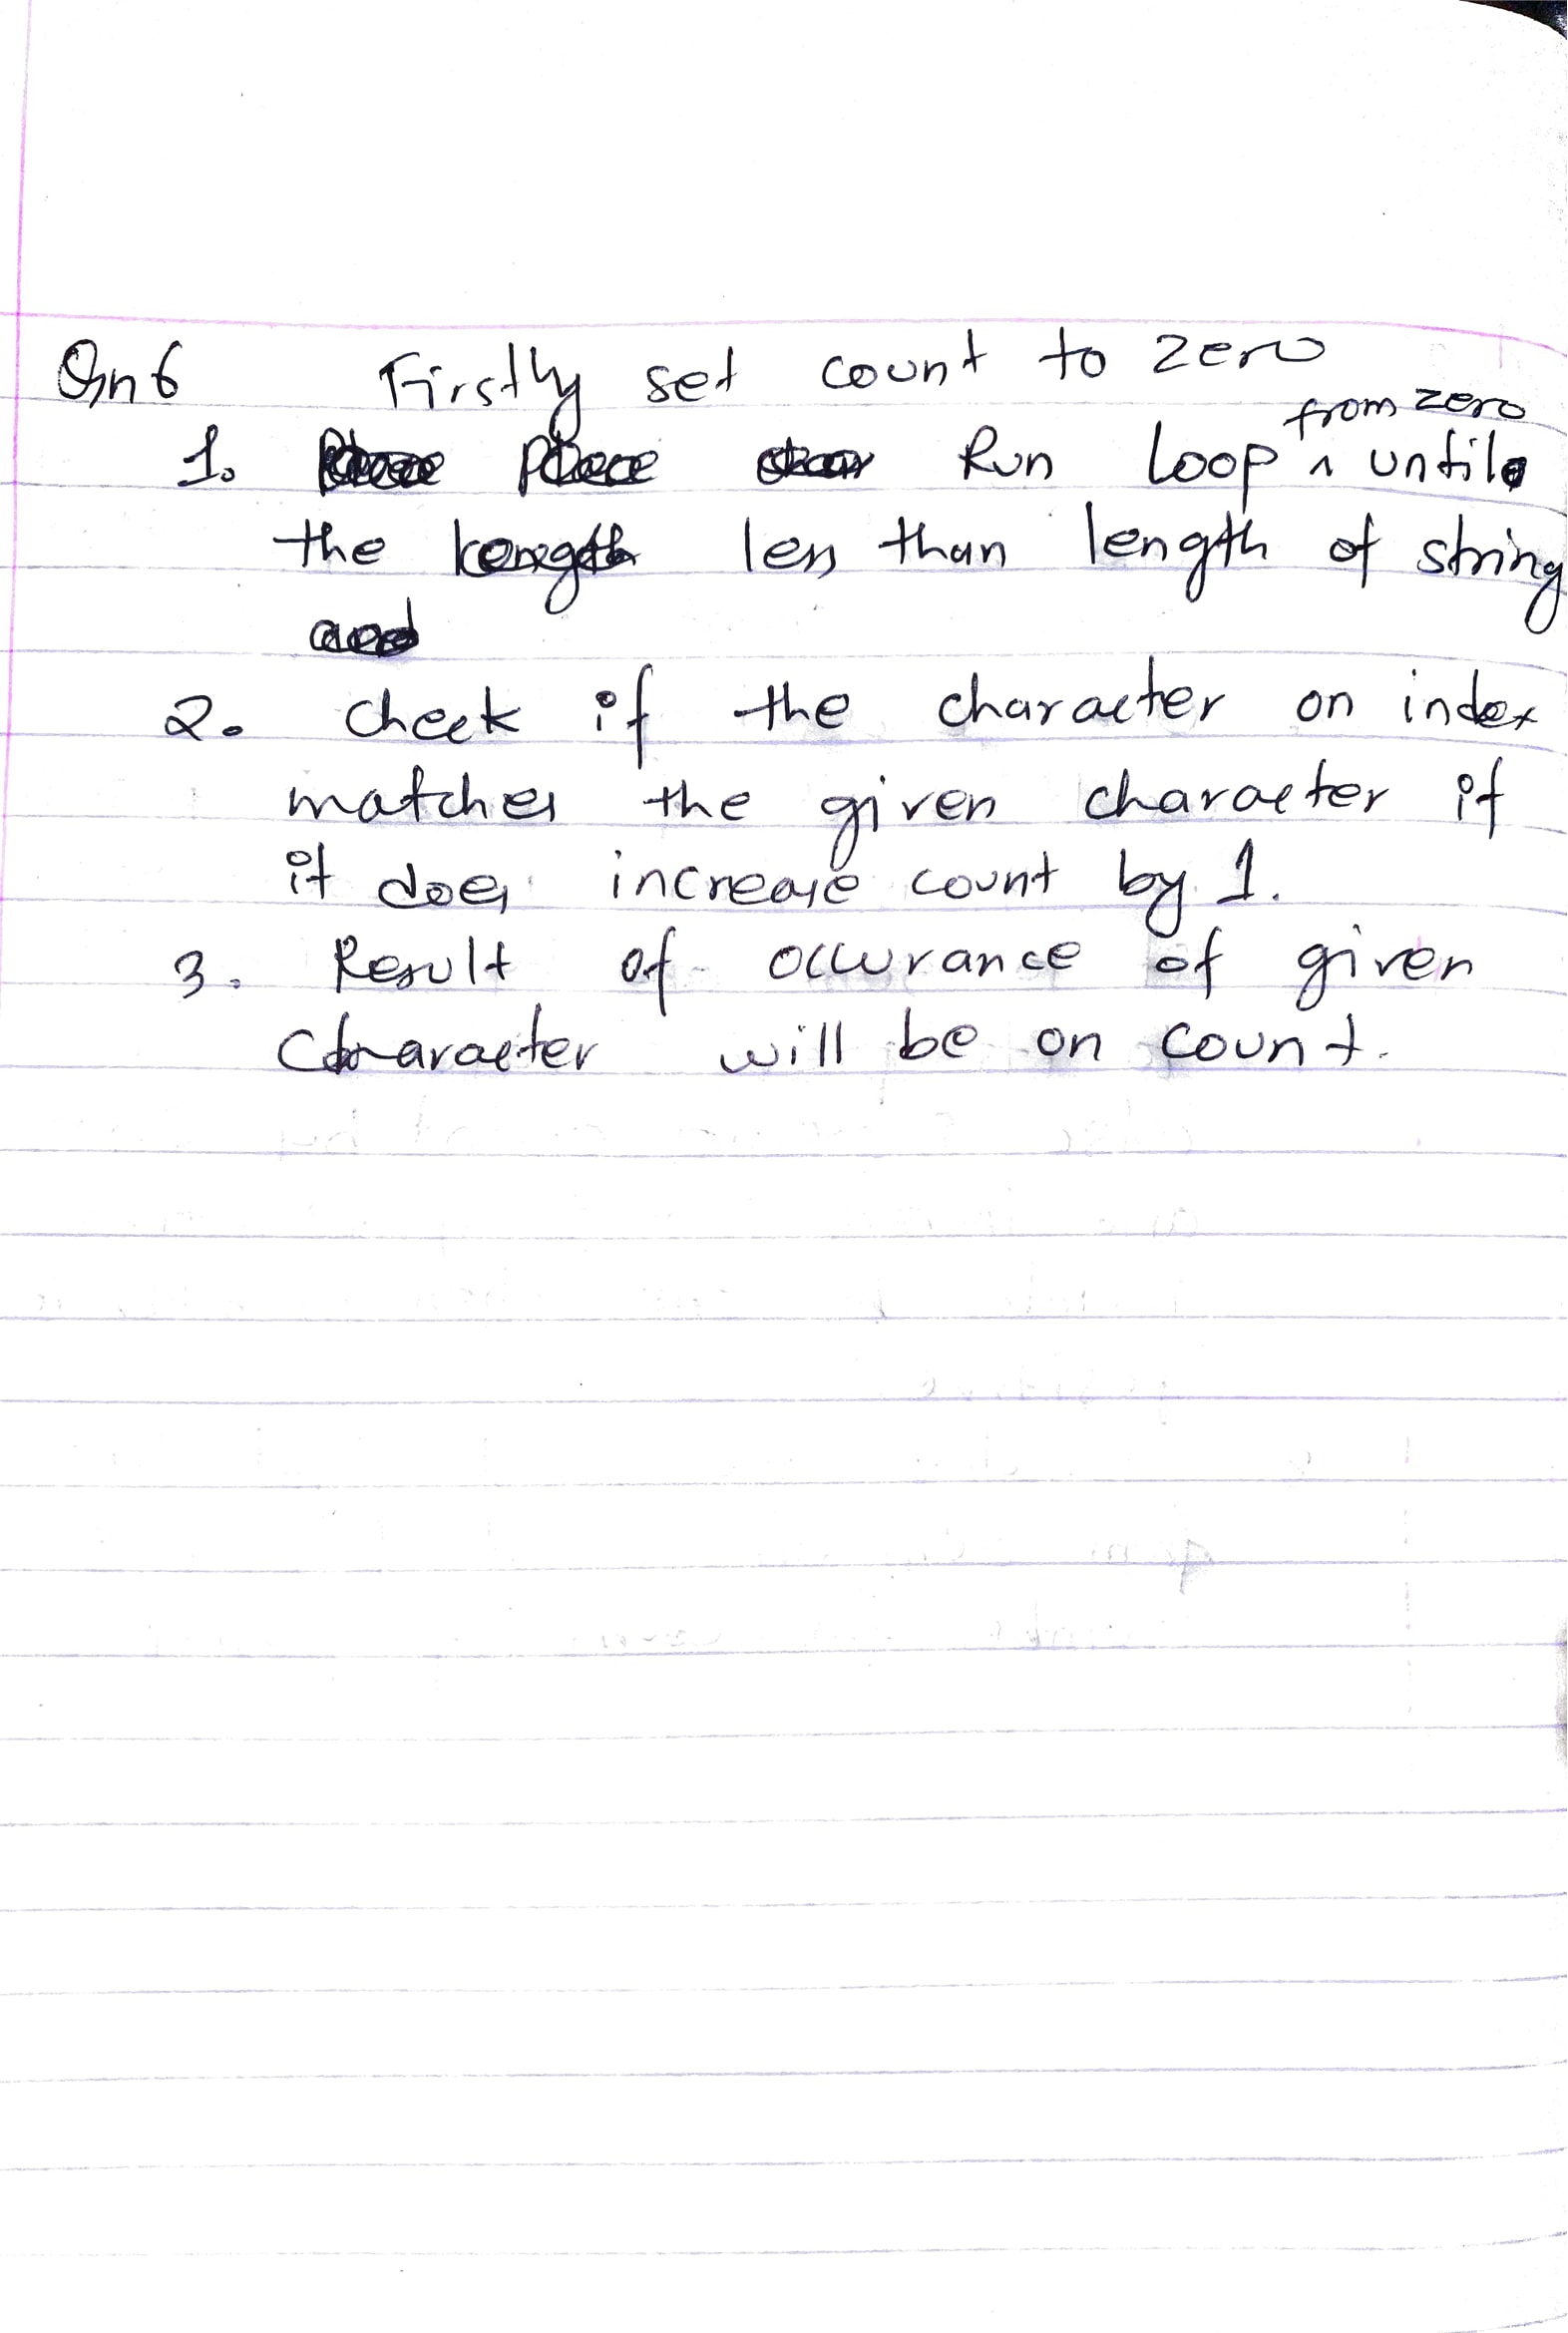 Qn 6 Firstly set count to zero
from zero
1. Run Loop ^ until
the less than length of string
2. Check if the character on index
matches the given character if
it does increase count by 1.
3. Result of occurance of given
Character will be on count.